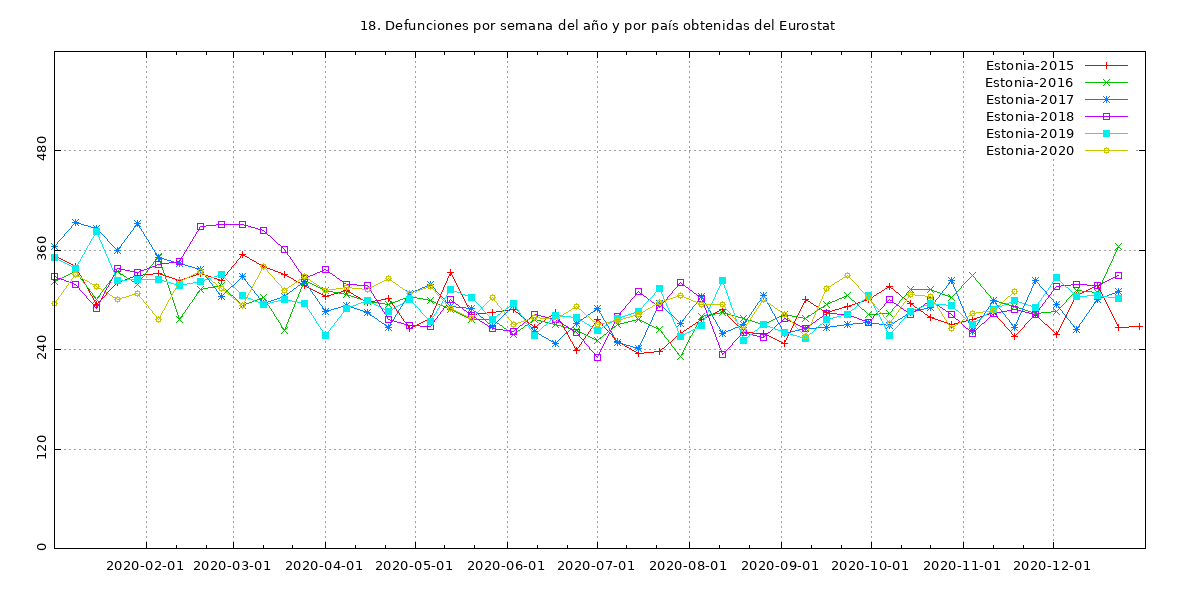 18. Defunciones por semana del año y por país obtenidas del Eurostat
Estonia-2015
Estonia-2016
Estonia-2017
Estonia-2018
Estonia-2019
Estonia-2020
480
360
240
120
0
2020-02-01 2020-03-01 2020-04-01 2020-05-01 2020-06-01 2020-07-01 2020-08-01 2020-09-01 2020-10-01 2020-11-01 2020-12-01